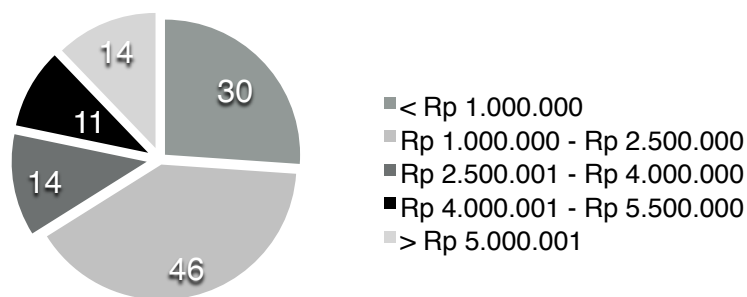 14
30
11
14
46
< Rp 1.000.000
Rp 1.000.000 - Rp 2.500.000
Rp 2.500.001 - Rp 4.000.000
Rp 4.000.001 - Rp 5.500.000
> Rp 5.000.001